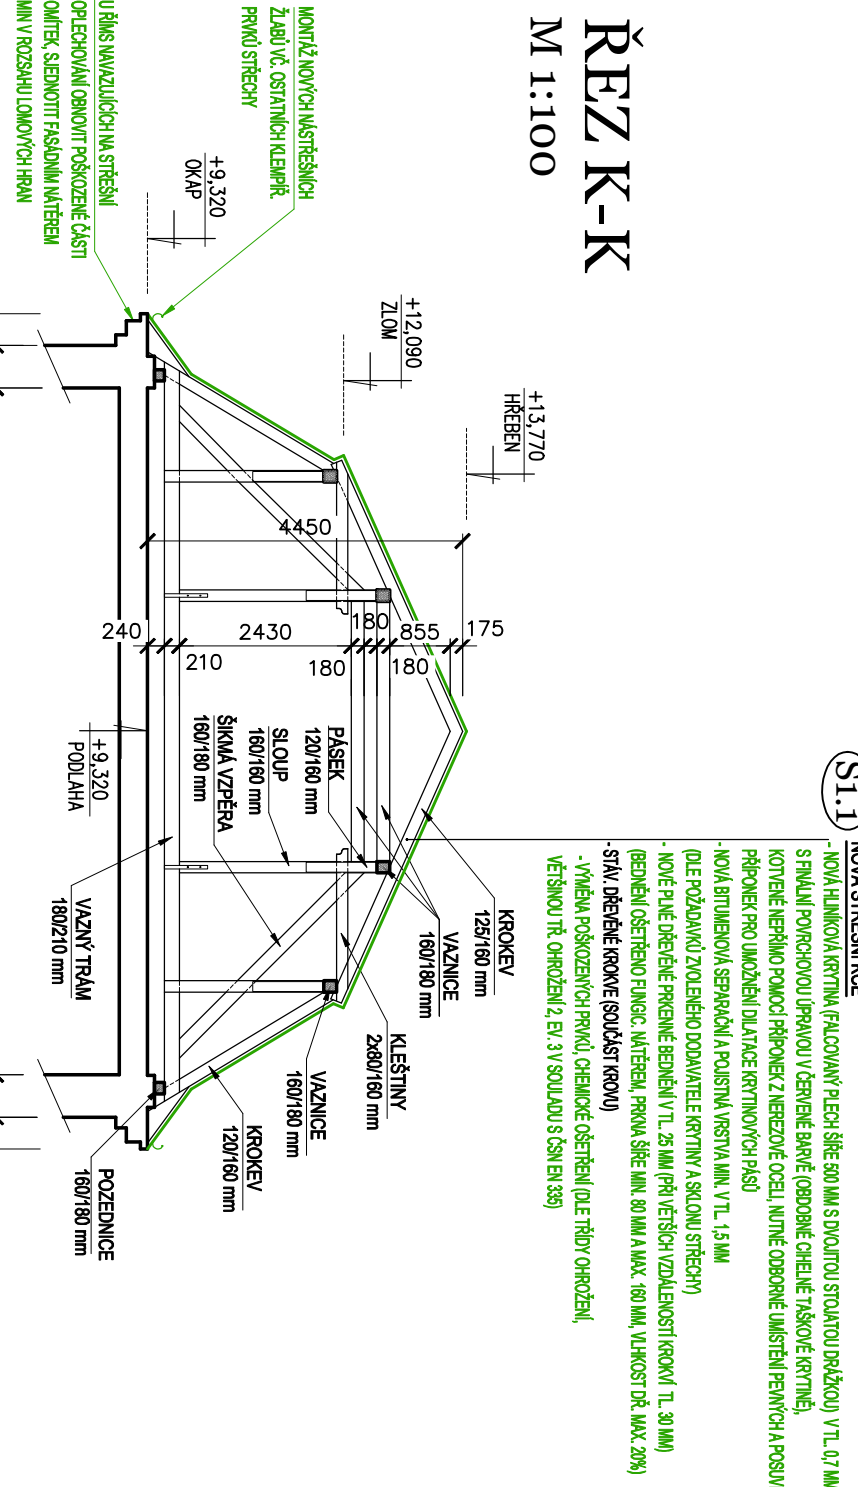 ŘEZ K-K
M 1:100
S1.1
NOVÁ STŘEŠNÍ KCE
- NOVÁ HLINÍKOVÁ KRYTINA (FALCOVANÝ PLECH ŠÍŘE 500 MM S DVOJITOU STOJATOU DRÁŽKOU) V TL. 0,7 MM
S FINÁLNÍ POVRCHOVOU ÚPRAVOU V ČERVENÉ BARVĚ (OBDOBNÉ CIHELNÉ TAŠKOVÉ KRYTINĚ),
KOTVENÉ NEPŘÍMO POMOCÍ PŘÍPONEK Z NEREZOVÉ OCELI, NUTNÉ ODBORNÉ UMÍSTĚNÍ PEVNÝCH A POSUV
PŘÍPONEK PRO UMOŽNĚNÍ DILATACE KRYTINOVÝCH PÁSŮ
- NOVÁ BITUMENOVÁ SEPARAČNÍ A POJISTNÁ VRSTVA MIN. V TL. 1,5 MM
(DLE POŽADAVKŮ ZVOLENÉHO DODAVATELE KRYTINY A SKLONU STŘECHY)
- NOVÉ PLNÉ DŘEVĚNÉ PRKENNÉ BEDNĚNÍ V TL. 25 MM (PŘI VĚTŠÍCH VZDÁLENOSTÍ KROKVÍ TL. 30 MM)
(BEDNĚNÍ OŠETŘENO FUNGIC. NÁTĚREM, PRKNA ŠÍŘE MIN. 80 MM A MAX. 160 MM, VLHKOST DŘ. MAX. 20%)
- STÁV. DŘEVĚNÉ KROKVE (SOUČÁST KROVU)
- VÝMĚNA POŠKOZENÝCH PRVKŮ, CHEMICKÉ OŠETŘENÍ (DLE TŘÍDY OHROŽENÍ,
VĚTŠINOU TŘ. OHROŽENÍ 2, EV. 3 V SOULADU S ČSN EN 335)
MONTÁŽ NOVÝCH NÁSTŘEŠNÍCH
ŽLABŮ VČ. OSTATNÍCH KLEMPÍŘ.
PRVKŮ STŘECHY
U ŘÍMS NAVAZUJÍCÍCH NA STŘEŠNÍ
OPLECHOVÁNÍ OBNOVIT POŠKOZENÉ ČÁSTI
OMÍTEK, SJEDNOTIT FASÁDNÍM NÁTĚREM
MIN V ROZSAHU LOMOVÝCH HRAN
+13,770
HŘEBEN
+12,090
ZLOM
+9,320
OKAP
+9,320
PODLAHA
4450
175
855
180
180
180
2430
210
240
KROKEV
125/160 mm
VAZNICE
160/180 mm
KLEŠTINY
2x80/160 mm
VAZNICE
160/180 mm
KROKEV
120/160 mm
POZEDNICE
160/180 mm
PÁSEK
120/160 mm
SLOUP
160/160 mm
ŠIKMÁ VZPĚRA
160/180 mm
VAZNÝ TRÁM
180/210 mm